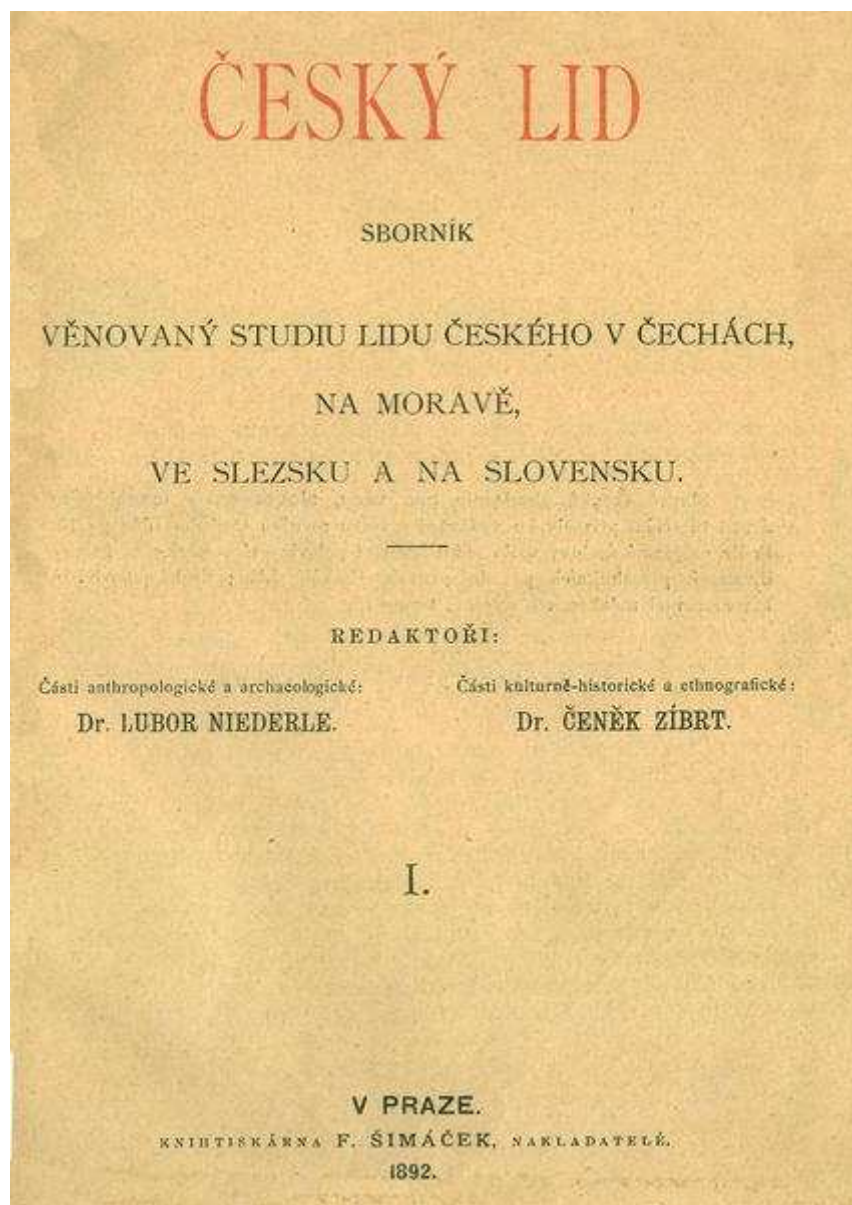 ČESKÝ LID
SBORNÍK
VĚNOVANÝ STUDIU LIDU ČESKÉHO V ČECHÁCH,
NA MORAVĚ,
VE SLEZSKU A NA SLOVENSKU.
REDAKTOŘI:
Části anthropologické a archaeologické:
Dr. LUBOR NIEDERLE.
Části kulturně-historické a ethnografické:
Dr. ČENĚK ZÍBRT.
I.
V PRAZE.
KNIHTISKÁRNA F. ŠIMÁČEK, NAKLADATELÉ.
1892.